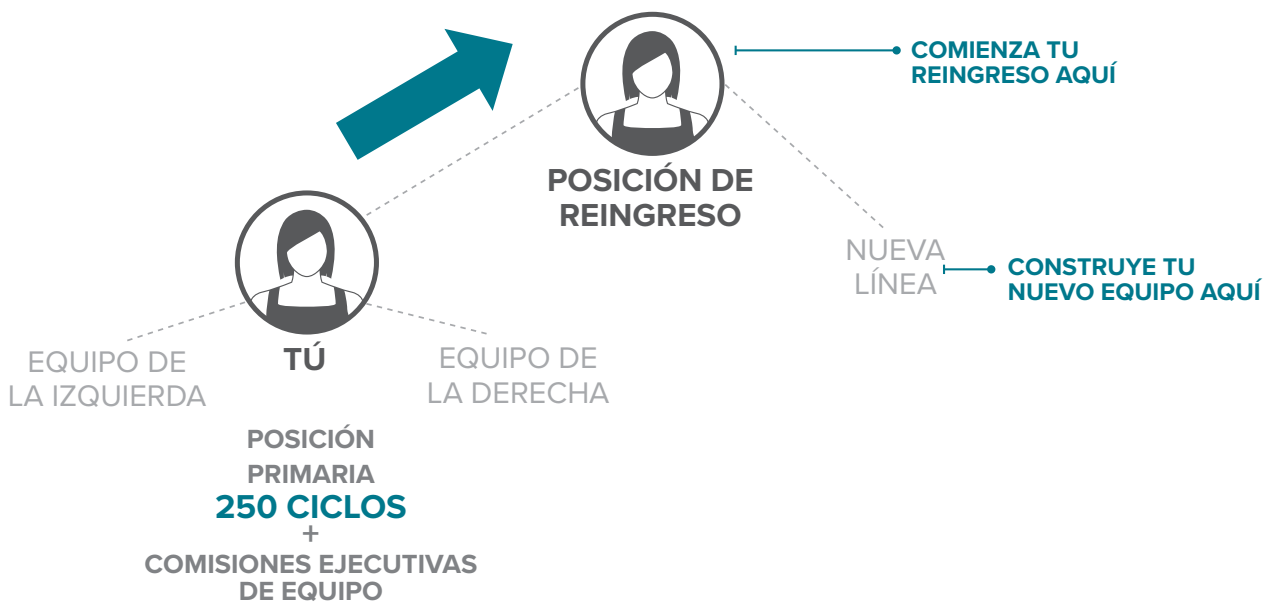 COMIENZA TU
REINGRESO AQUÍ
POSICIÓN DE
REINGRESO
NUEVA
LÍNEA
CONSTRUYE TU
NUEVO EQUIPO AQUÍ
EQUIPO DE
LA IZQUIERDA
TÚ
EQUIPO DE
LA DERECHA
POSICIÓN
PRIMARIA
250 CICLOS
+
COMISIONES EJECUTIVAS
DE EQUIPO